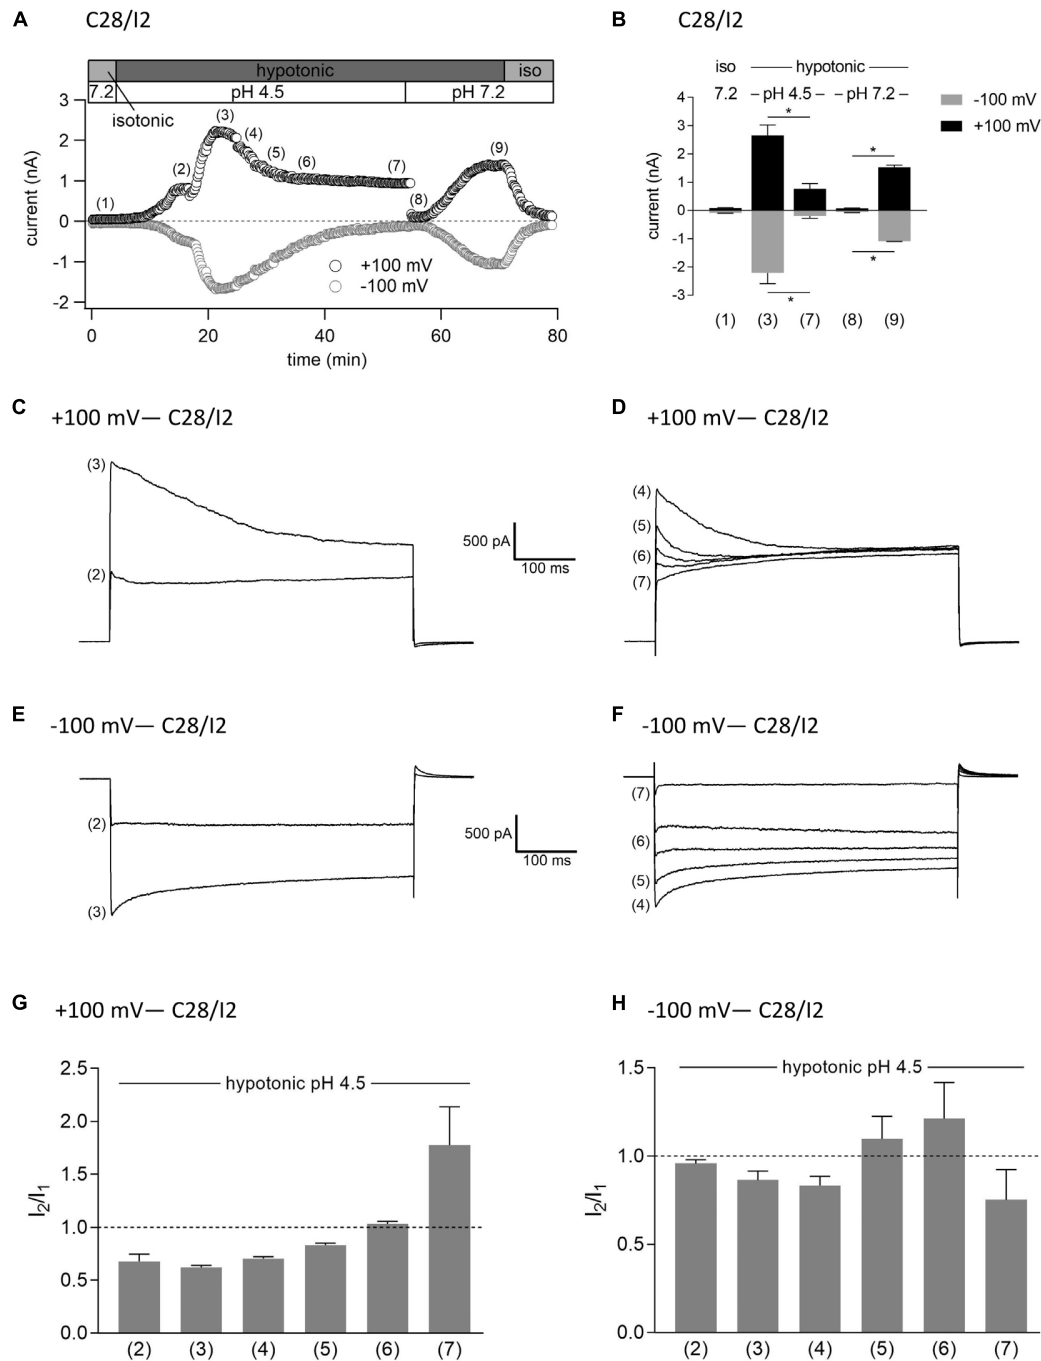 A C28/I2
hypotonic iso
7.2 pH 4.5 pH 7.2
isotonic
3
2
1
0
-1
-2
current (nA)
(1) (2) (3) (4) (5) (6) (7) (8) (9)
+100 mV
-100 mV
0 20 40 60 80
time (min)
B C28/I2
iso hypotonic
7.2 pH 4.5 pH 7.2
-100 mV
+100 mV
4
3
2
1
0
-1
-2
-3
current (nA)
* *
* *
(1) (3) (7) (8) (9)
C +100 mV— C28/I2
(3)
(2)
500 pA
100 ms
D +100 mV— C28/I2
(4)
(5)
(6)
(7)
E -100 mV— C28/I2
(2)
(3)
500 pA
100 ms
F -100 mV— C28/I2
(7)
(6)
(5)
(4)
G +100 mV— C28/I2
hypotonic pH 4.5
2.5
2.0
1.5
1.0
0.5
0.0
I2/I1
(2) (3) (4) (5) (6) (7)
H -100 mV— C28/I2
hypotonic pH 4.5
1.5
1.0
0.5
0.0
I2/I1
(2) (3) (4) (5) (6) (7)